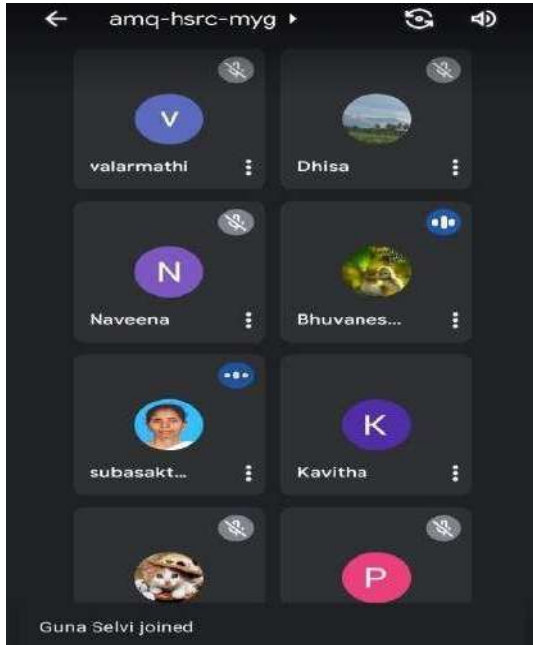 amq-hsrc-myg
V
valarmathi
Dhisa
N
Naveena
Bhuvanes...
subasakt...
K
Kavitha
P
Guna Selvi joined